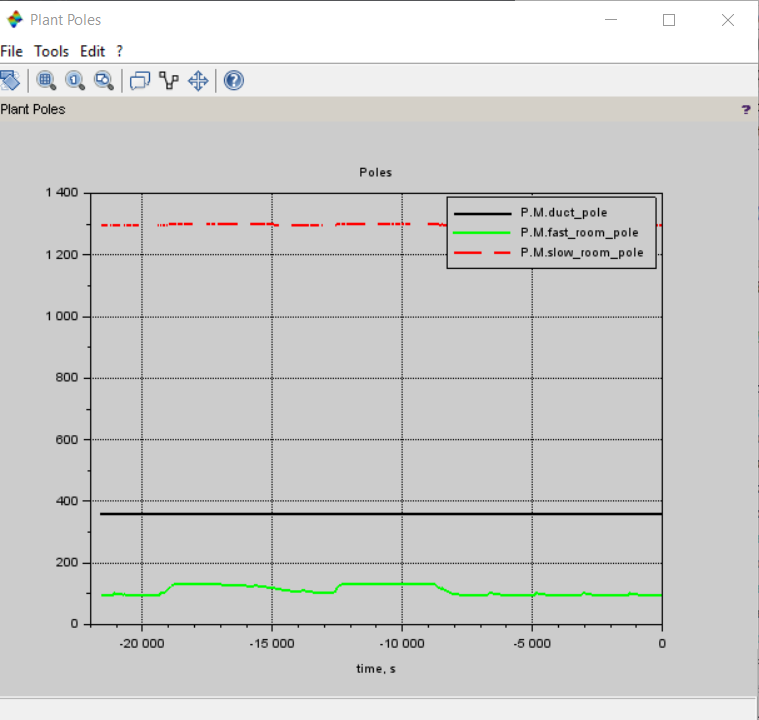 Plant Poles
File Tools Edit ?
Plant Poles ?
Poles
1 400
1 200
1 000
800
600
400
200
0
P.M.duct_pole
P.M.fast_room_pole
P.M.slow_room_pole
-20 000 -15 000 -10 000 -5 000 0
time, s